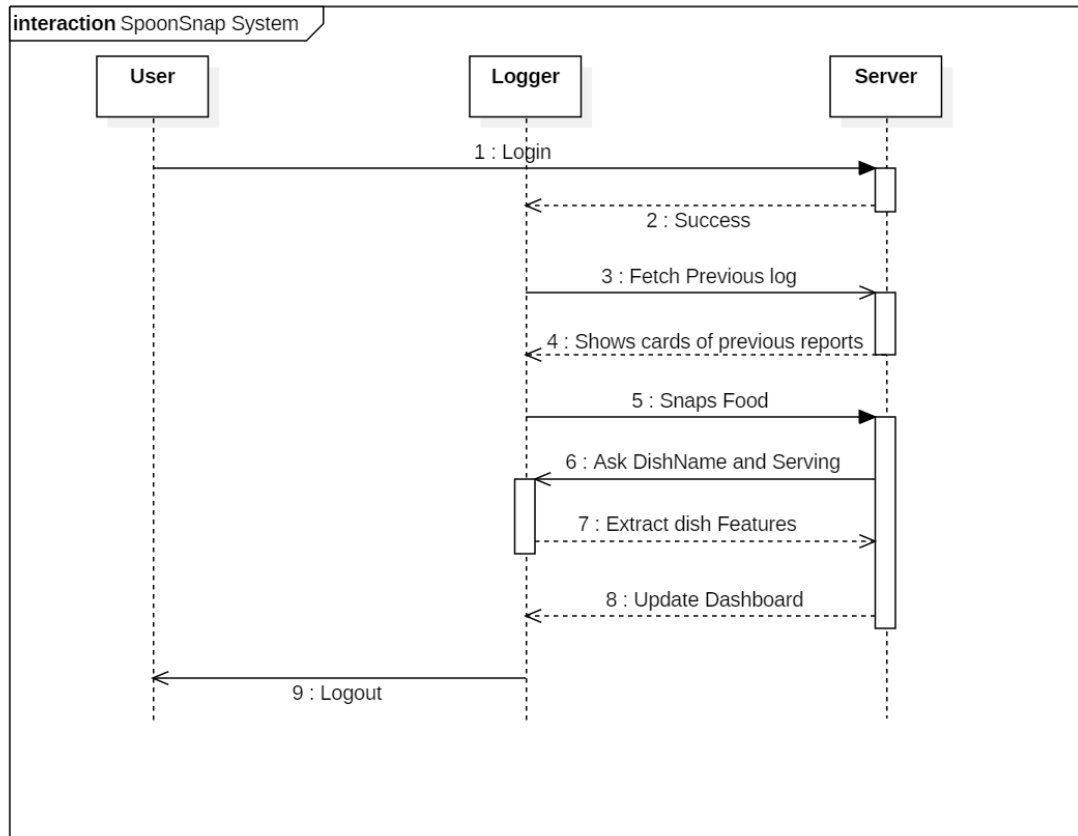 interaction SpoonSnap System
User
Logger
Server
1 : Login
2 : Success
3 : Fetch Previous log
4 : Shows cards of previous reports
5 : Snaps Food
6 : Ask DishName and Serving
7 : Extract dish Features
8 : Update Dashboard
9 : Logout